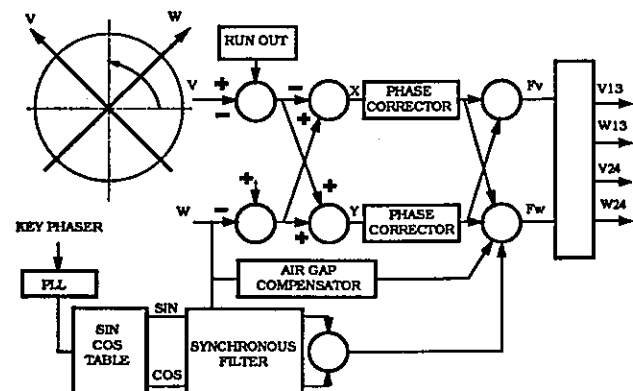 V
W
RUN OUT
V
+
−
−
+
X
PHASE
CORRECTOR
Fv
V13
W13
V24
W24
W
−
+
+
+
Y
PHASE
CORRECTOR
Fw
KEY PHASER
PLL
AIR GAP
COMPENSATOR
SIN
COS
TABLE
SIN
COS
SYNCHRONOUS
FILTER